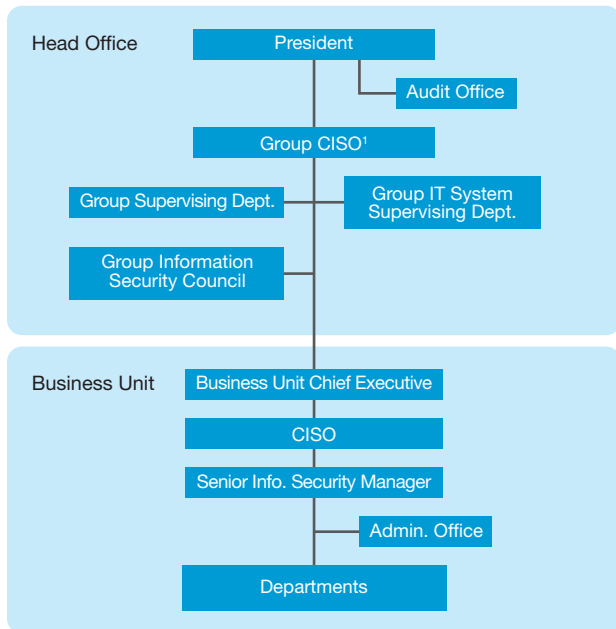 Head Office
President
Audit Office
Group CISO¹
Group Supervising Dept.
Group IT System
Supervising Dept.
Group Information
Security Council
Business Unit
Business Unit Chief Executive
CISO
Senior Info. Security Manager
Admin. Office
Departments